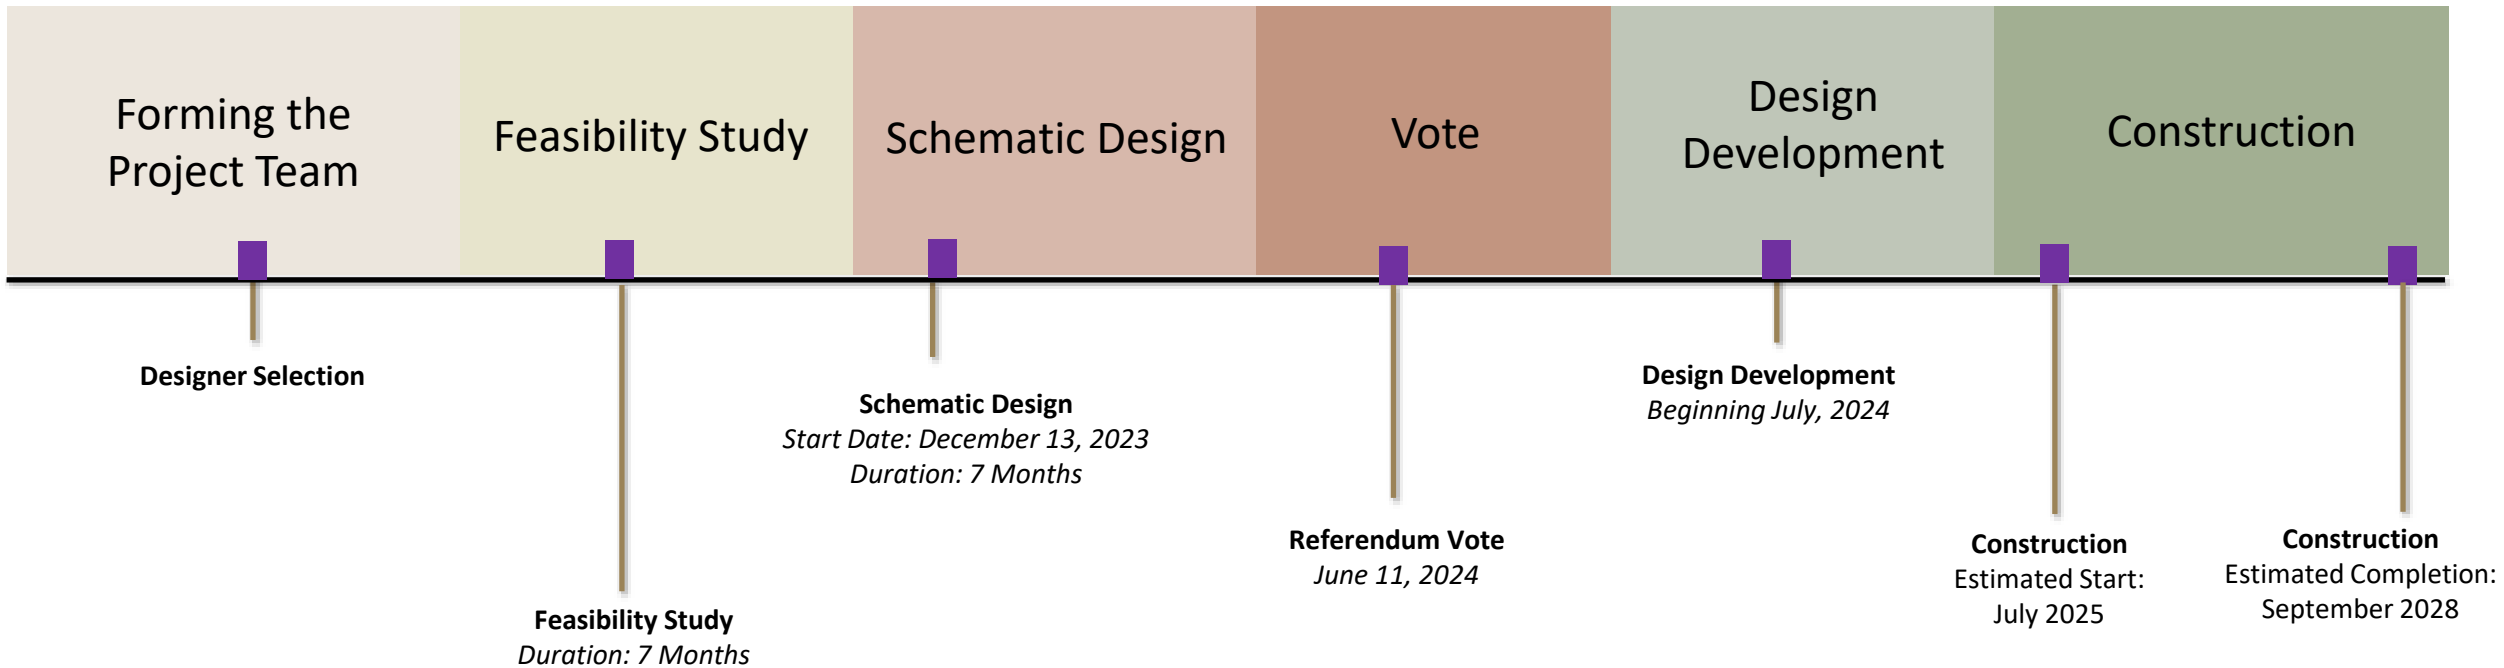 Forming the
Project Team
Feasibility Study
Schematic Design
Vote
Design
Development
Construction
Designer Selection
Feasibility Study
Duration: 7 Months
Schematic Design
Start Date: December 13, 2023
Duration: 7 Months
Referendum Vote
June 11, 2024
Design Development
Beginning July, 2024
Construction
Estimated Start:
July 2025
Construction
Estimated Completion:
September 2028